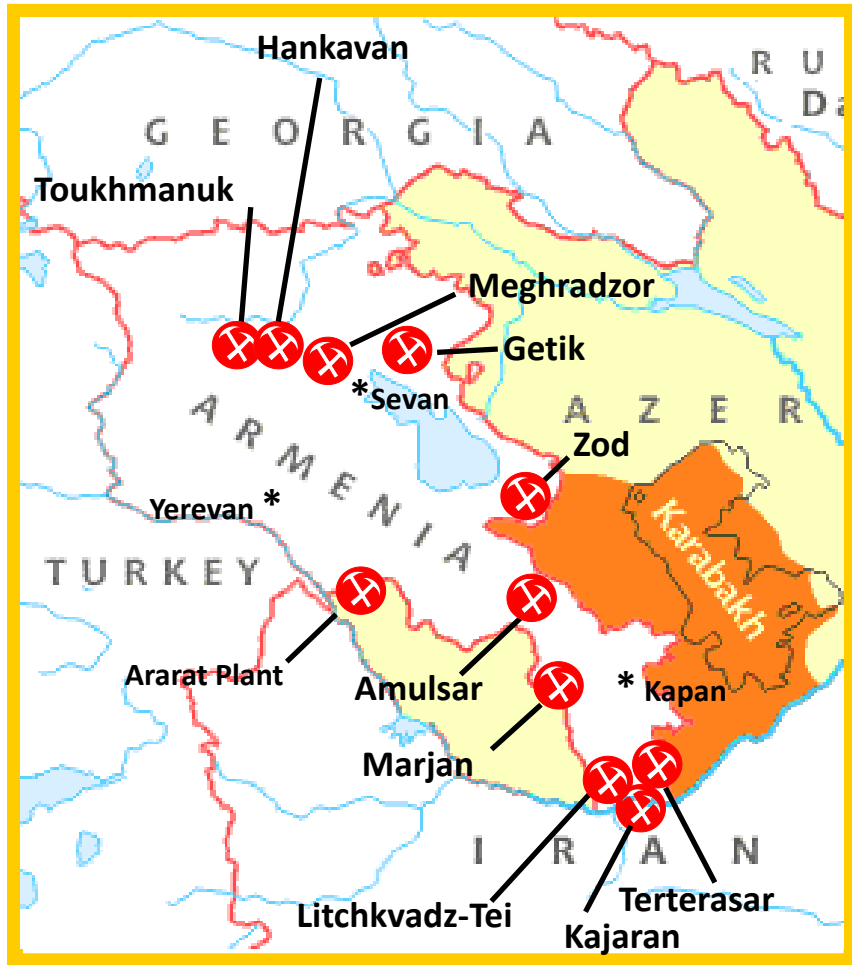 Hankavan
R U
Da
G E O R G I A
Toukhmanuk
Meghradzor
Getik
*Sevan
A Z E R
A R M E N I A
Zod
Yerevan *
Karabakh
T U R K E Y
Ararat Plant
Amulsar
* Kapan
Marjan
I R A N
Litchkvadz-Tei
Terterasar
Kajaran